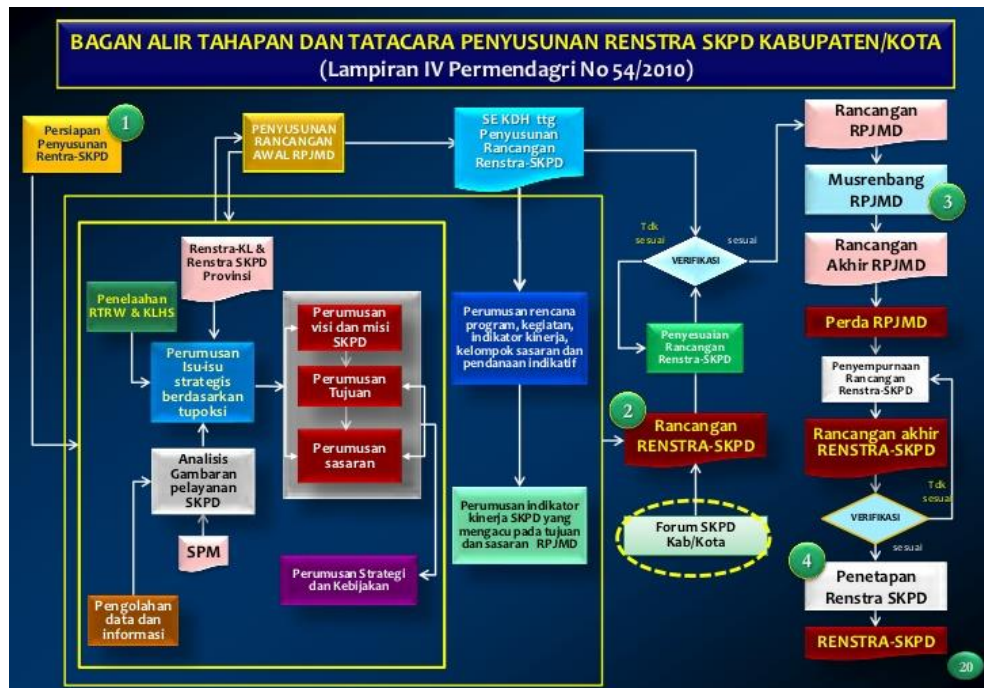 BAGAN ALIR TAHAPAN DAN TATACARA PENYUSUNAN RENSTRA SKPD KABUPATEN/KOTA
(Lampiran IV Permendagri No 54/2010)
Persiapan
Penyusunan
Rentra-SKPD
1
PENYUSUNAN
RANCANGAN
AWAL RPJMD
SE KDH ttg
Penyusunan
Rancangan
Renstra-SKPD
Rancangan
RPJMD
Musrenbang
RPJMD
3
Rancangan
Akhir RPJMD
Perda RPJMD
Penyempurnaan
Rancangan
Renstra-SKPD
Rancangan akhir
RENSTRA-SKPD
Tdk
sesuai
VERIFIKASI
sesuai
4
Penetapan
Renstra SKPD
RENSTRA-SKPD
Tdk
sesuai
VERIFIKASI
sesuai
Penyesuaian
Rancangan
Renstra-SKPD
2
Rancangan
RENSTRA-SKPD
Forum SKPD
Kab/Kota
Renstra-KL &
Renstra SKPD
Provinsi
Penelaahan
RTRW & KLHS
Perumusan
Isu-isu
strategis
berdasarkan
tupoksi
Analisis
Gambaran
pelayanan
SKPD
SPM
Pengolahan
data dan
informasi
Perumusan
visi dan misi
SKPD
Perumusan
Tujuan
Perumusan
sasaran
Perumusan Strategi
dan Kebijakan
Perumusan rencana
program, kegiatan,
indikator kinerja,
kelompok sasaran dan
pendanaan indikatif
Perumusan indikator
kinerja SKPD yang
mengacu pada tujuan
dan sasaran RPJMD
20